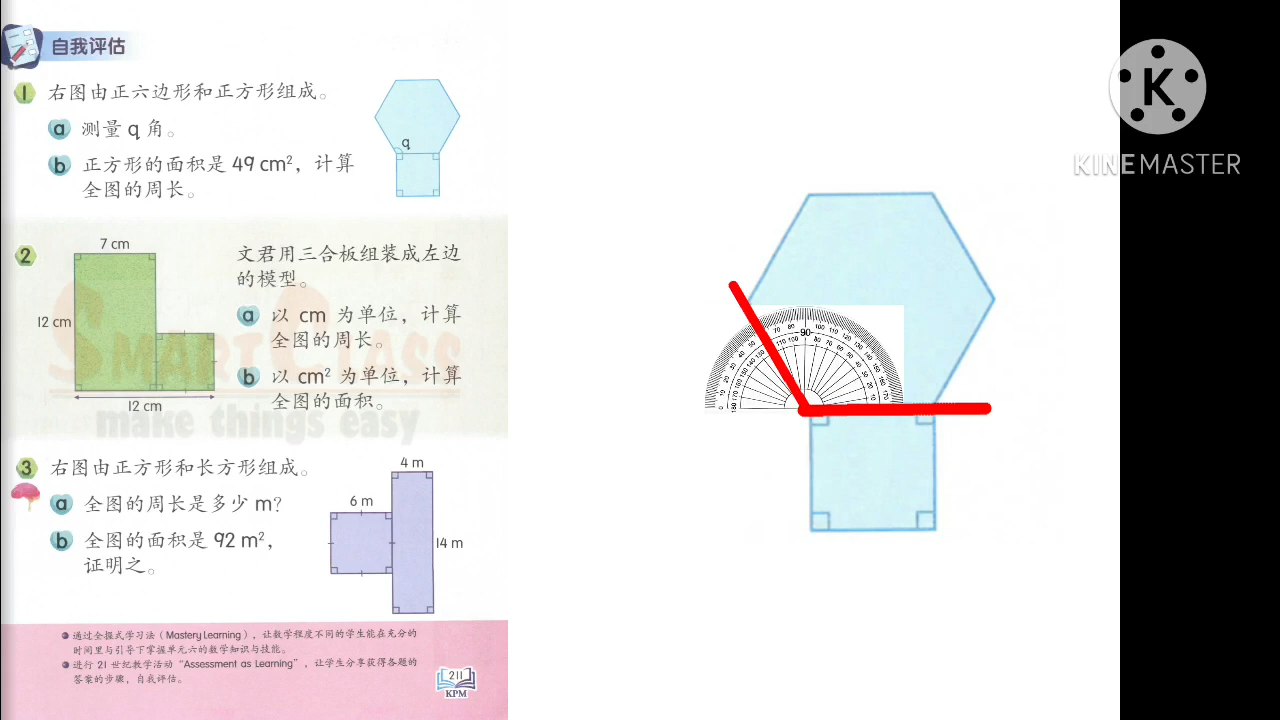 自我评估
1 右图由正六边形和正方形组成。
a 测量 q 角。
b 正方形的面积是 49 cm²，计算
全图的周长。
q
2 文君用三合板组装成左边
的模型。
a 以 cm 为单位，计算
全图的周长。
b 以 cm² 为单位，计算
全图的面积。
7 cm
12 cm
12 cm
SMART CLASS
make things easy
3 右图由正方形和长方形组成。
a 全图的周长是多少 m？
b 全图的面积是 92 m²，
证明之。
4 m
6 m
14 m
通过全握式学习法（Mastery Learning），让数学程度不同的学生能在充分的
时间里与引导下掌握单元六的数学知识与技能。
进行 21 世纪教学活动 “Assessment as Learning”，让学生分享获得各题的
答案的步骤，自我评估。
211
KPM
K
KINEMASTER
90